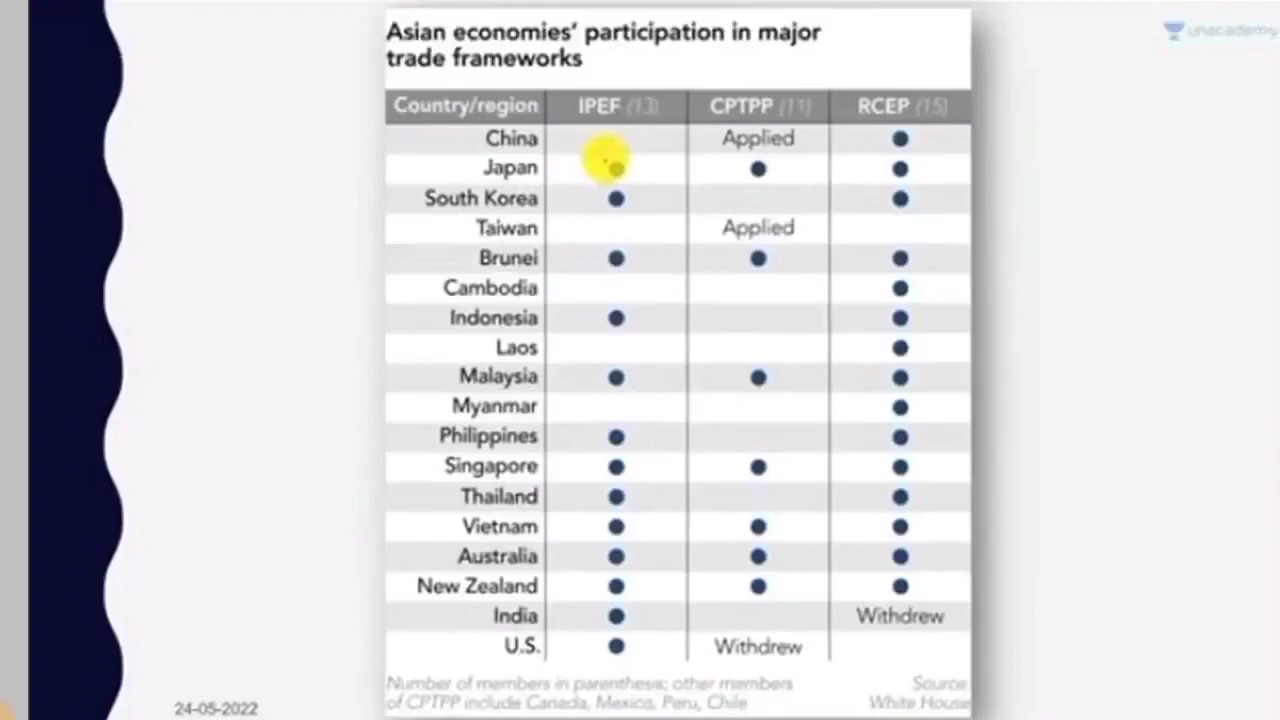 Asian economies' participation in major
trade frameworks
unacademy
Country/region IPEF (13) CPTPP (11) RCEP (15)
China Applied ●
Japan ● ● ●
South Korea ● ●
Taiwan Applied
Brunei ● ● ●
Cambodia ●
Indonesia ● ●
Laos ●
Malaysia ● ● ●
Myanmar ●
Philippines ● ●
Singapore ● ● ●
Thailand ● ●
Vietnam ● ● ●
Australia ● ● ●
New Zealand ● ● ●
India ● Withdrew
U.S. ● Withdrew
Number of members in parenthesis; other members
of CPTPP include Canada, Mexico, Peru, Chile
Source
White House
24-05-2022